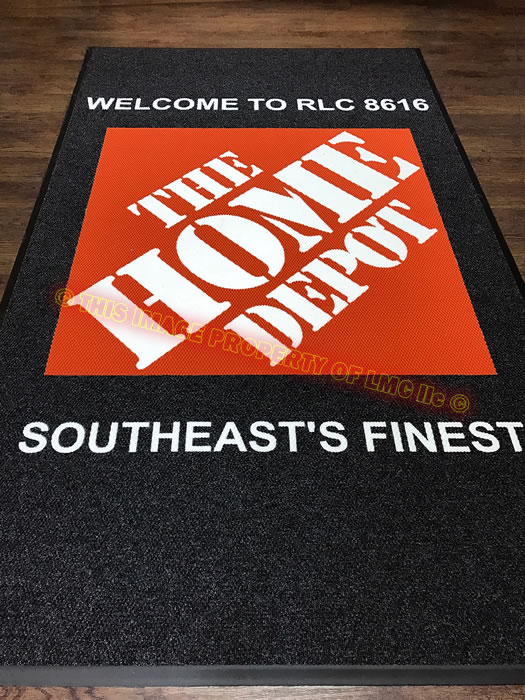 WELCOME TO RLC 8616
THE
HOME
DEPOT
© THIS IMAGE PROPERTY OF LMC llc ©
SOUTHEAST'S FINEST